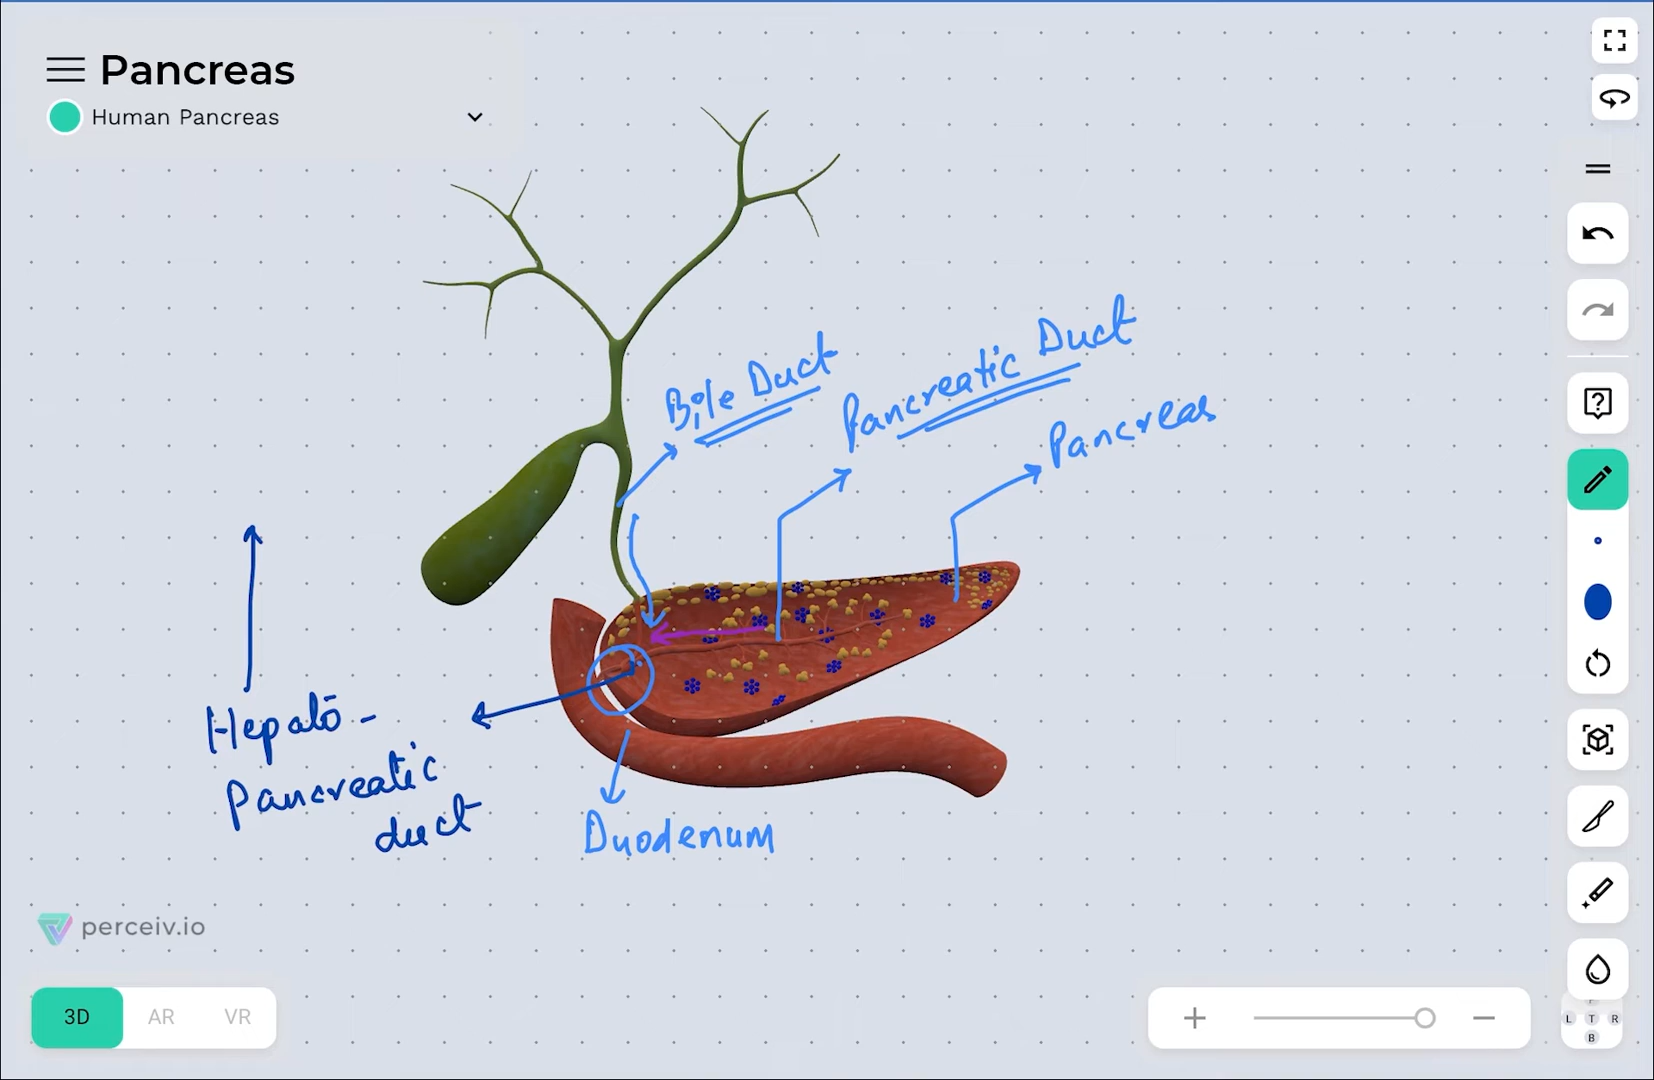 Pancreas
Human Pancreas
Bile Duct
Pancreatic Duct
Pancreas
Hepato-
Pancreatic
duct
Duodenum
perceiv.io
3D AR VR
L T R
B